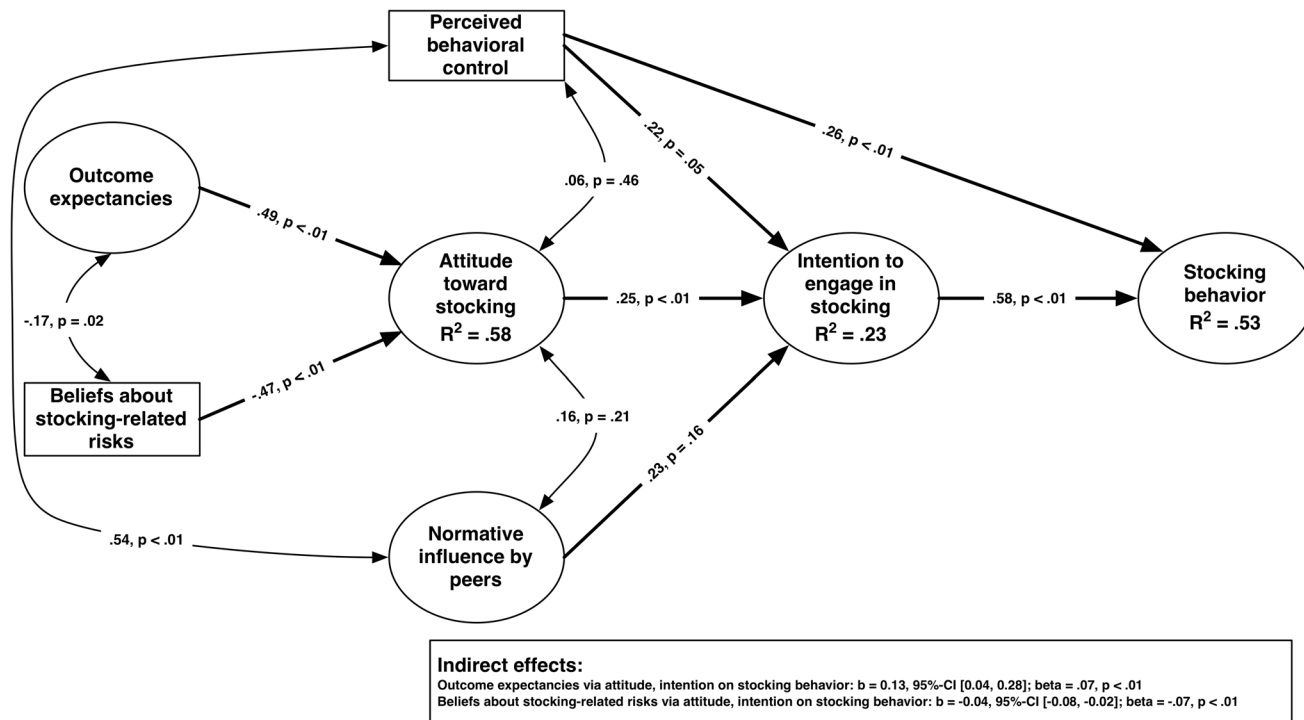 Perceived
behavioral
control
Outcome
expectancies
.22, p = .05
.26, p < .01
.06, p = .46
.49, p < .01
Attitude
toward
stocking
R² = .58
Intention to
engage in
stocking
R² = .23
Stocking
behavior
R² = .53
.25, p < .01
.58, p < .01
-.17, p = .02
Beliefs about
stocking-related
risks
-.47, p < .01
.16, p = .21
.23, p = .16
.54, p < .01
Normative
influence by
peers
Indirect effects:
Outcome expectancies via attitude, intention on stocking behavior: b = 0.13, 95%-CI [0.04, 0.28]; beta = .07, p < .01
Beliefs about stocking-related risks via attitude, intention on stocking behavior: b = -0.04, 95%-CI [-0.08, -0.02]; beta = -.07, p < .01